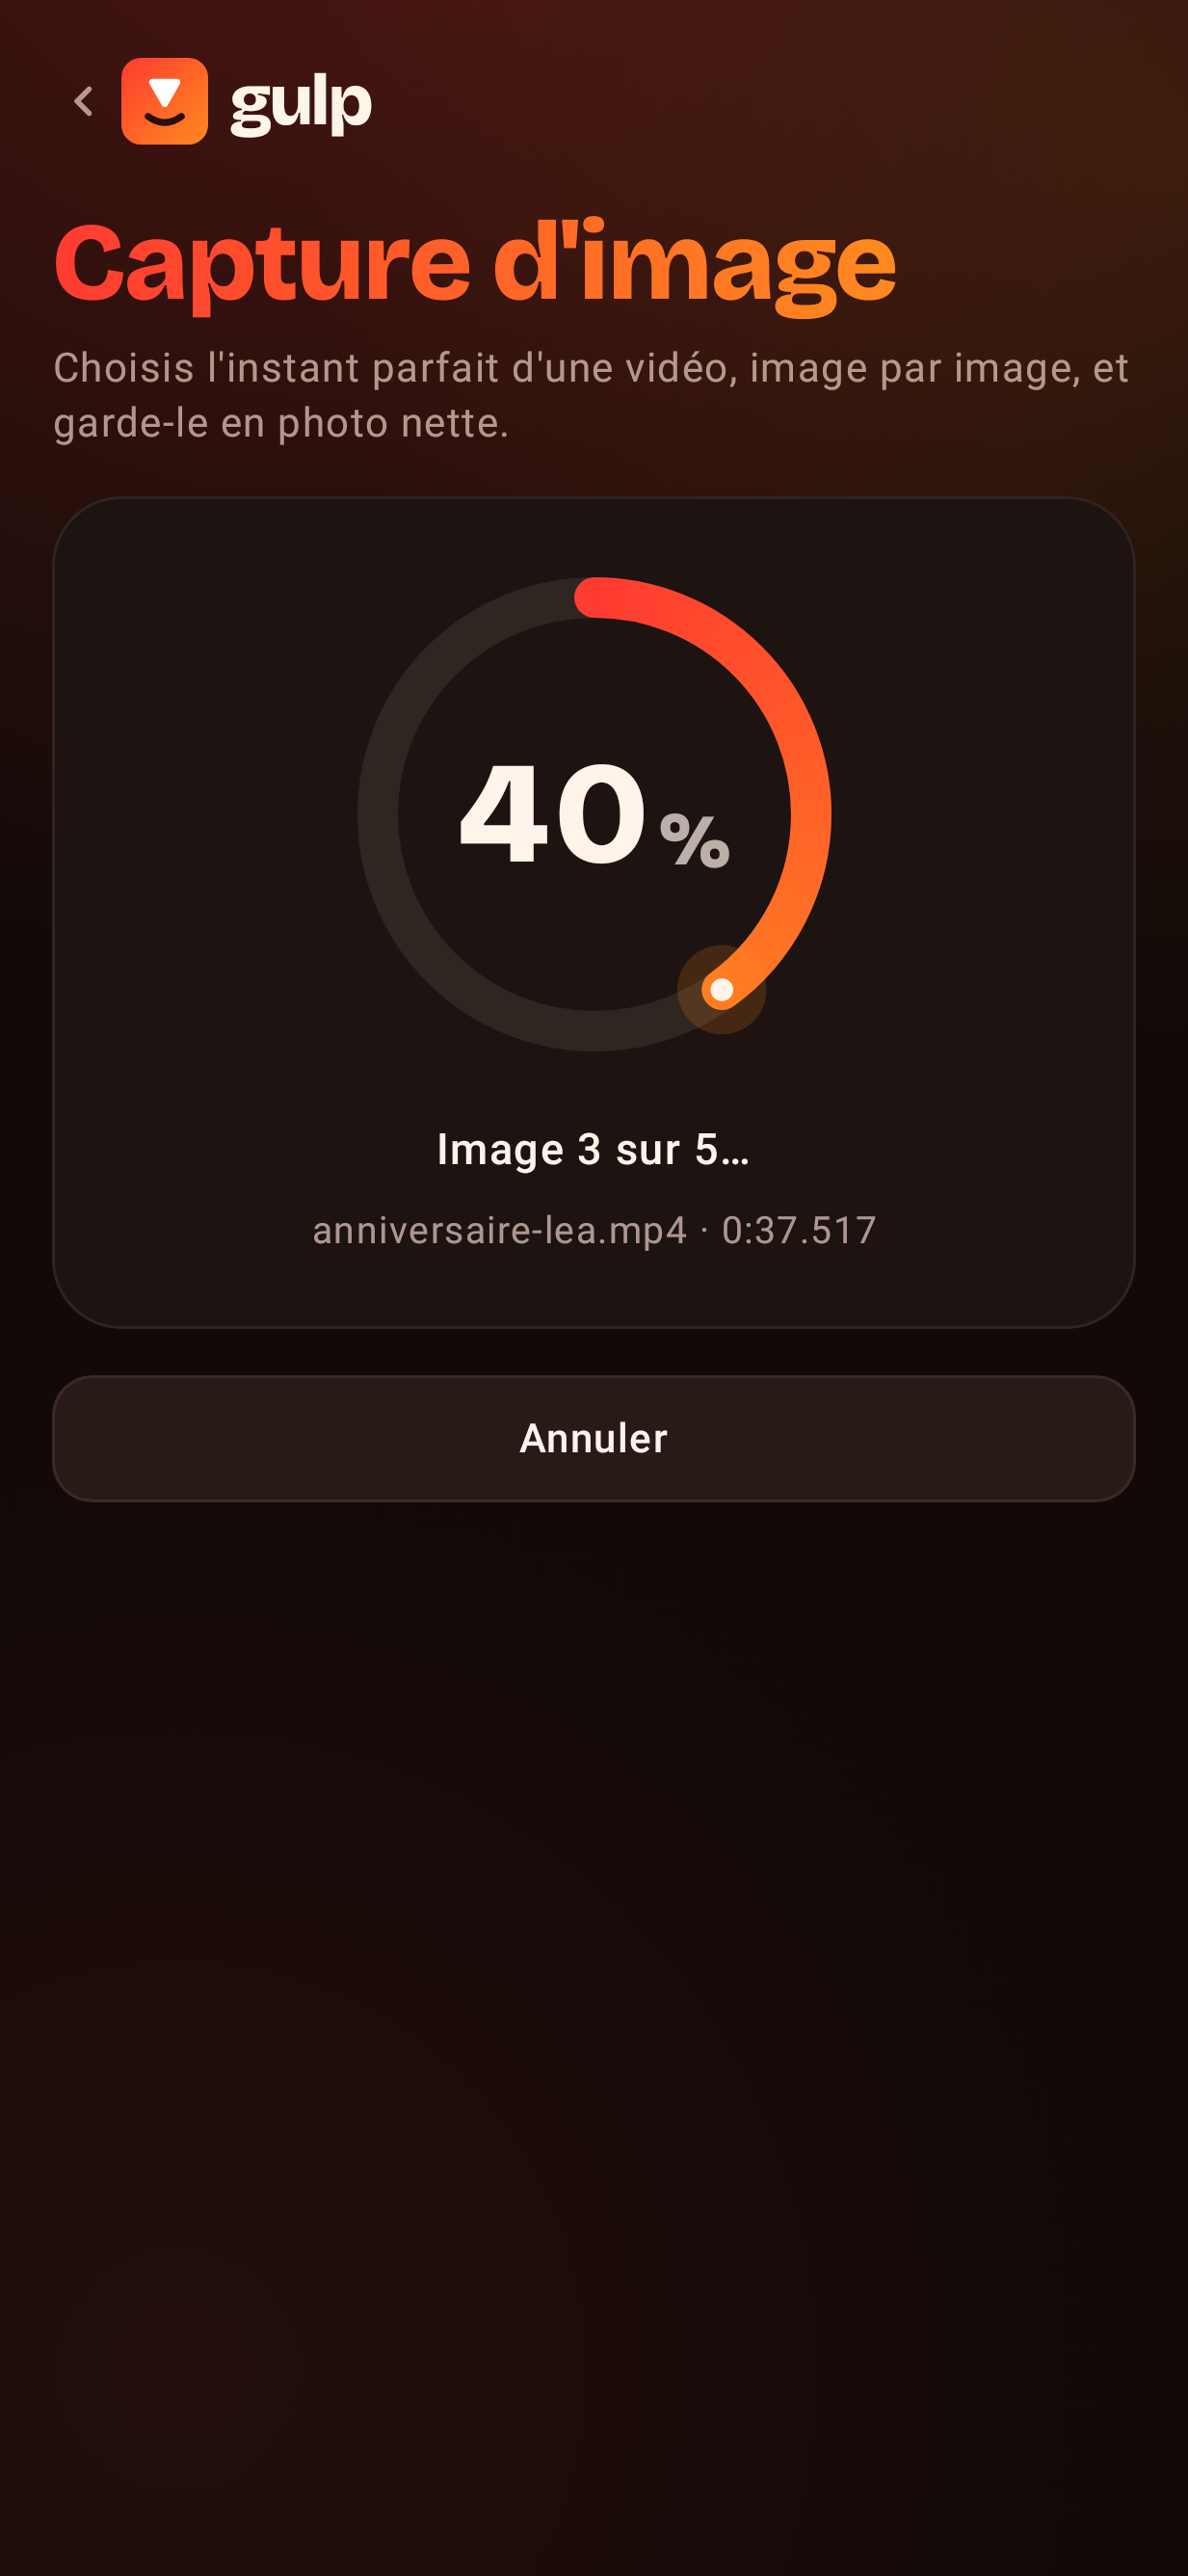 gulp
Capture d'image
Choisis l'instant parfait d'une vidéo, image par image, et
garde-le en photo nette.
40%
Image 3 sur 5…
anniversaire-lea.mp4 · 0:37.517
Annuler